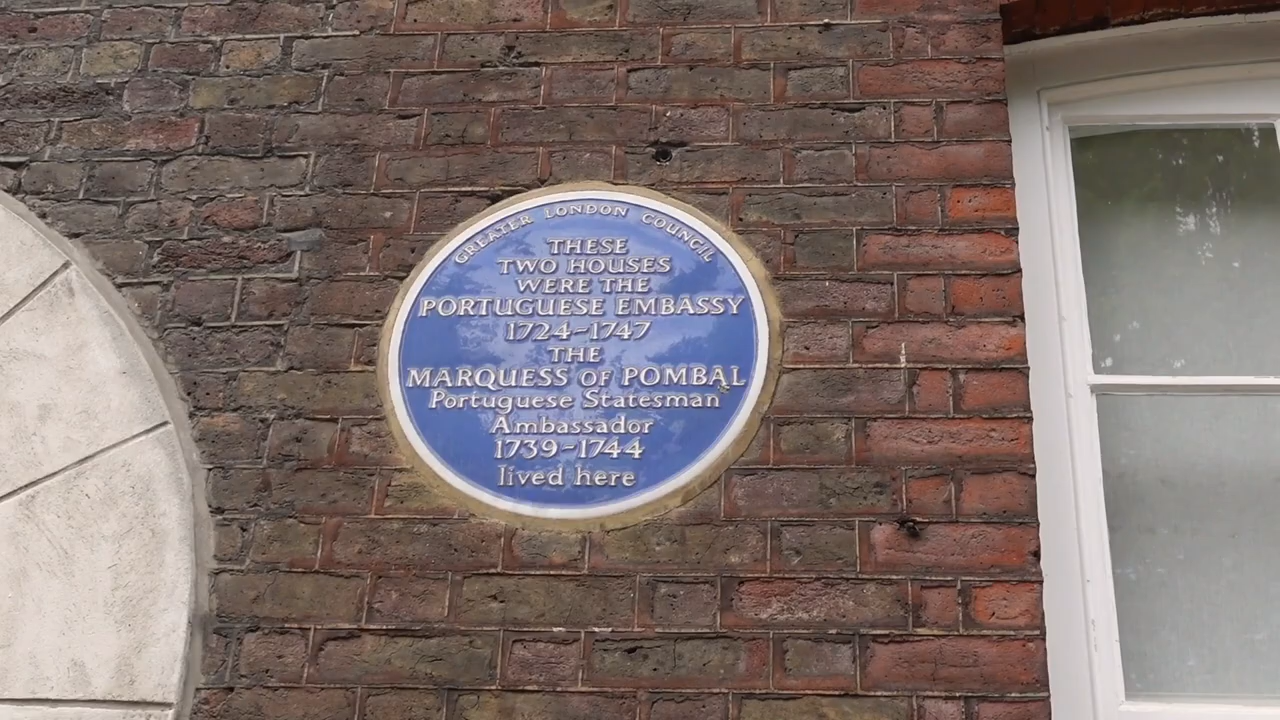 GREATER LONDON COUNCIL
THESE
TWO HOUSES
WERE THE
PORTUGUESE EMBASSY
1724-1747
THE
MARQUESS OF POMBAL
Portuguese Statesman
Ambassador
1739-1744
lived here